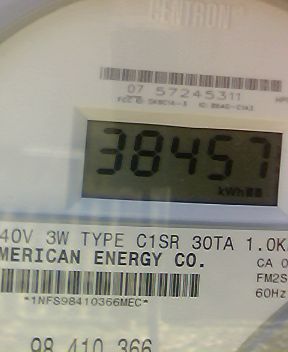 CENTRON
07 57245311
38457
kWh
40V 3W TYPE C1SR 30TA 1.0K
MERICAN ENERGY CO.
CA 0
FM2S
*1NFS98410366MEC*
60Hz
98 410 366